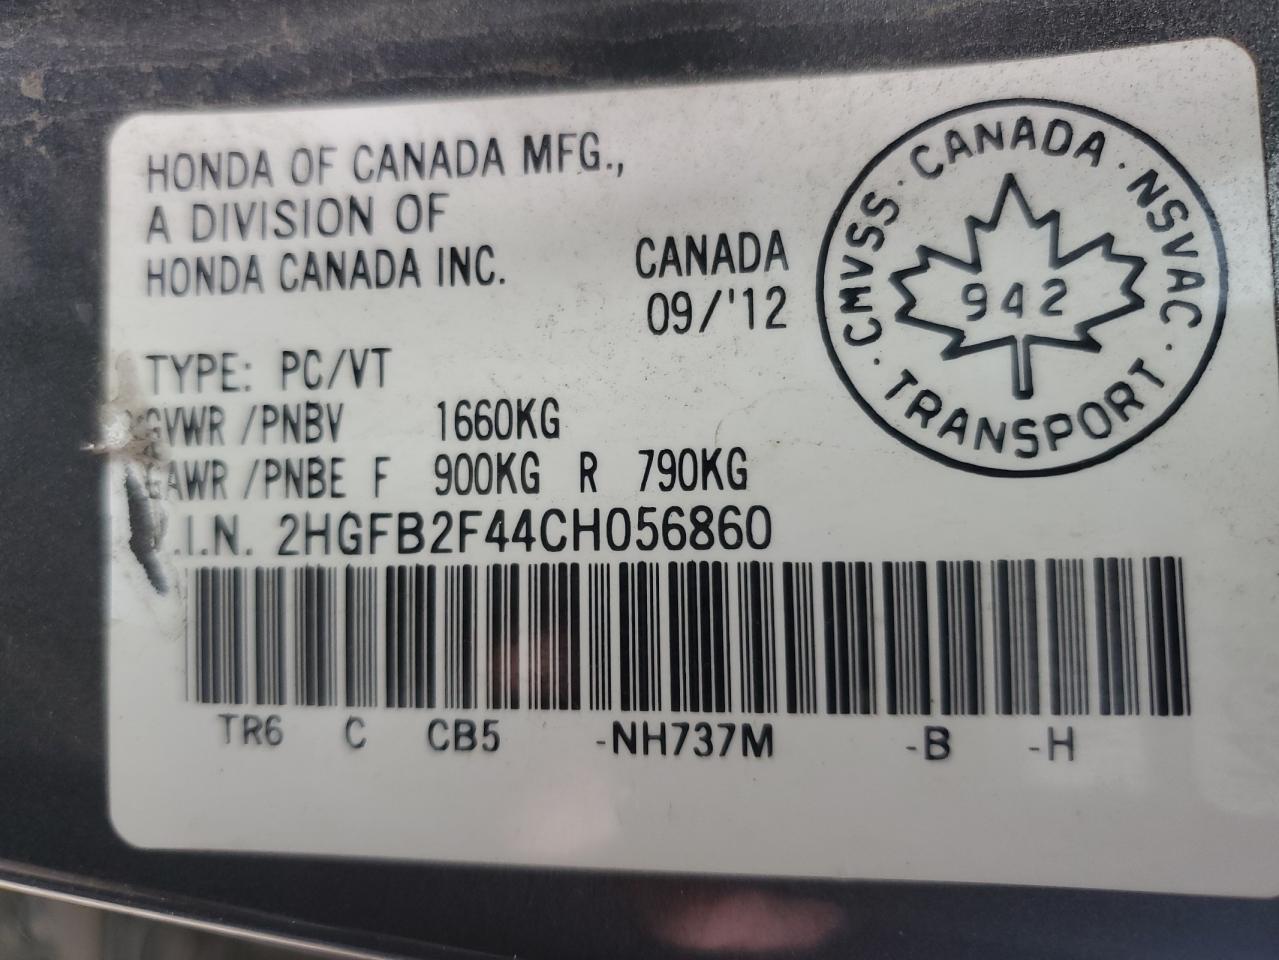 HONDA OF CANADA MFG.,
A DIVISION OF
HONDA CANADA INC.
CANADA
09/'12
· CMVSS · CANADA · NSVAC · TRANSPORT
942
TYPE: PC/VT
GVWR /PNBV 1660KG
GAWR /PNBE F 900KG R 790KG
.I.N. 2HGFB2F44CH056860
TR6 C CB5 -NH737M -B -H